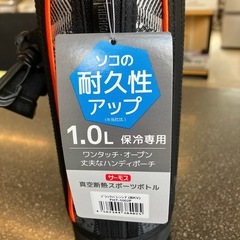 ソコの
耐久性
アップ
1.0L 保冷専用
ワンタッチ・オープン
丈夫なハンディポーチ
サーモス
真空断熱スポーツボトル